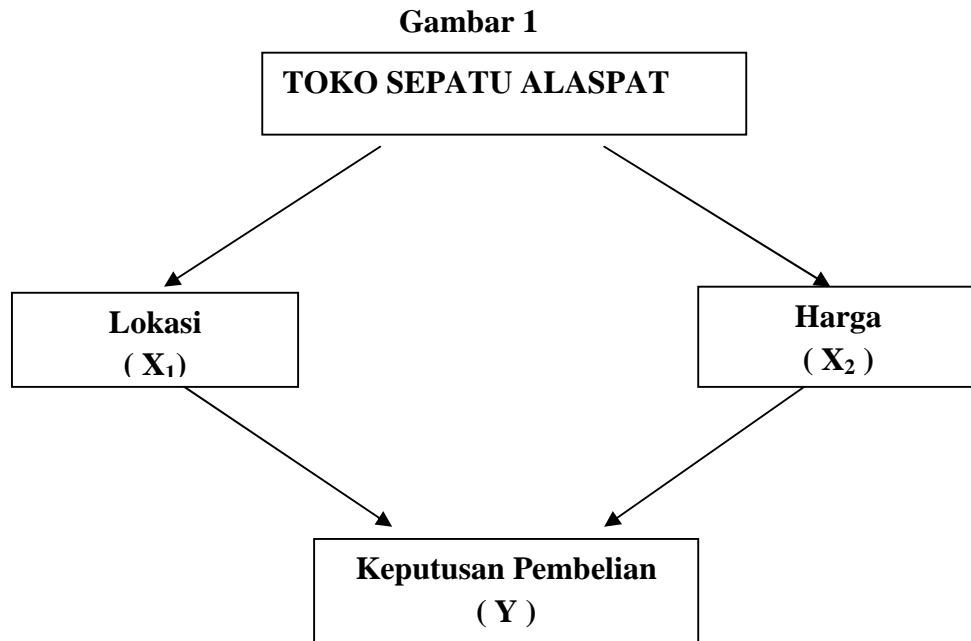 Gambar 1
TOKO SEPATU ALASPAT
Lokasi
( X₁)
Harga
( X₂ )
Keputusan Pembelian
( Y )